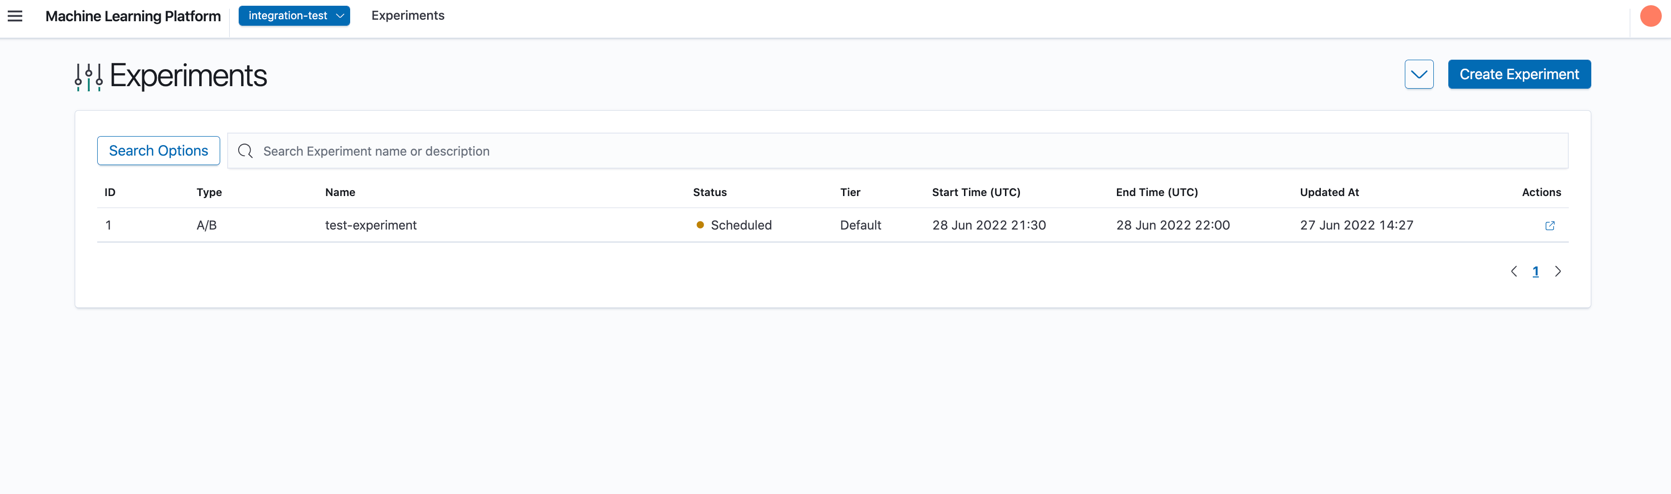 Machine Learning Platform integration-test Experiments
Experiments
Create Experiment
Search Options Search Experiment name or description
ID Type Name Status Tier Start Time (UTC) End Time (UTC) Updated At Actions
1 A/B test-experiment Scheduled Default 28 Jun 2022 21:30 28 Jun 2022 22:00 27 Jun 2022 14:27
1